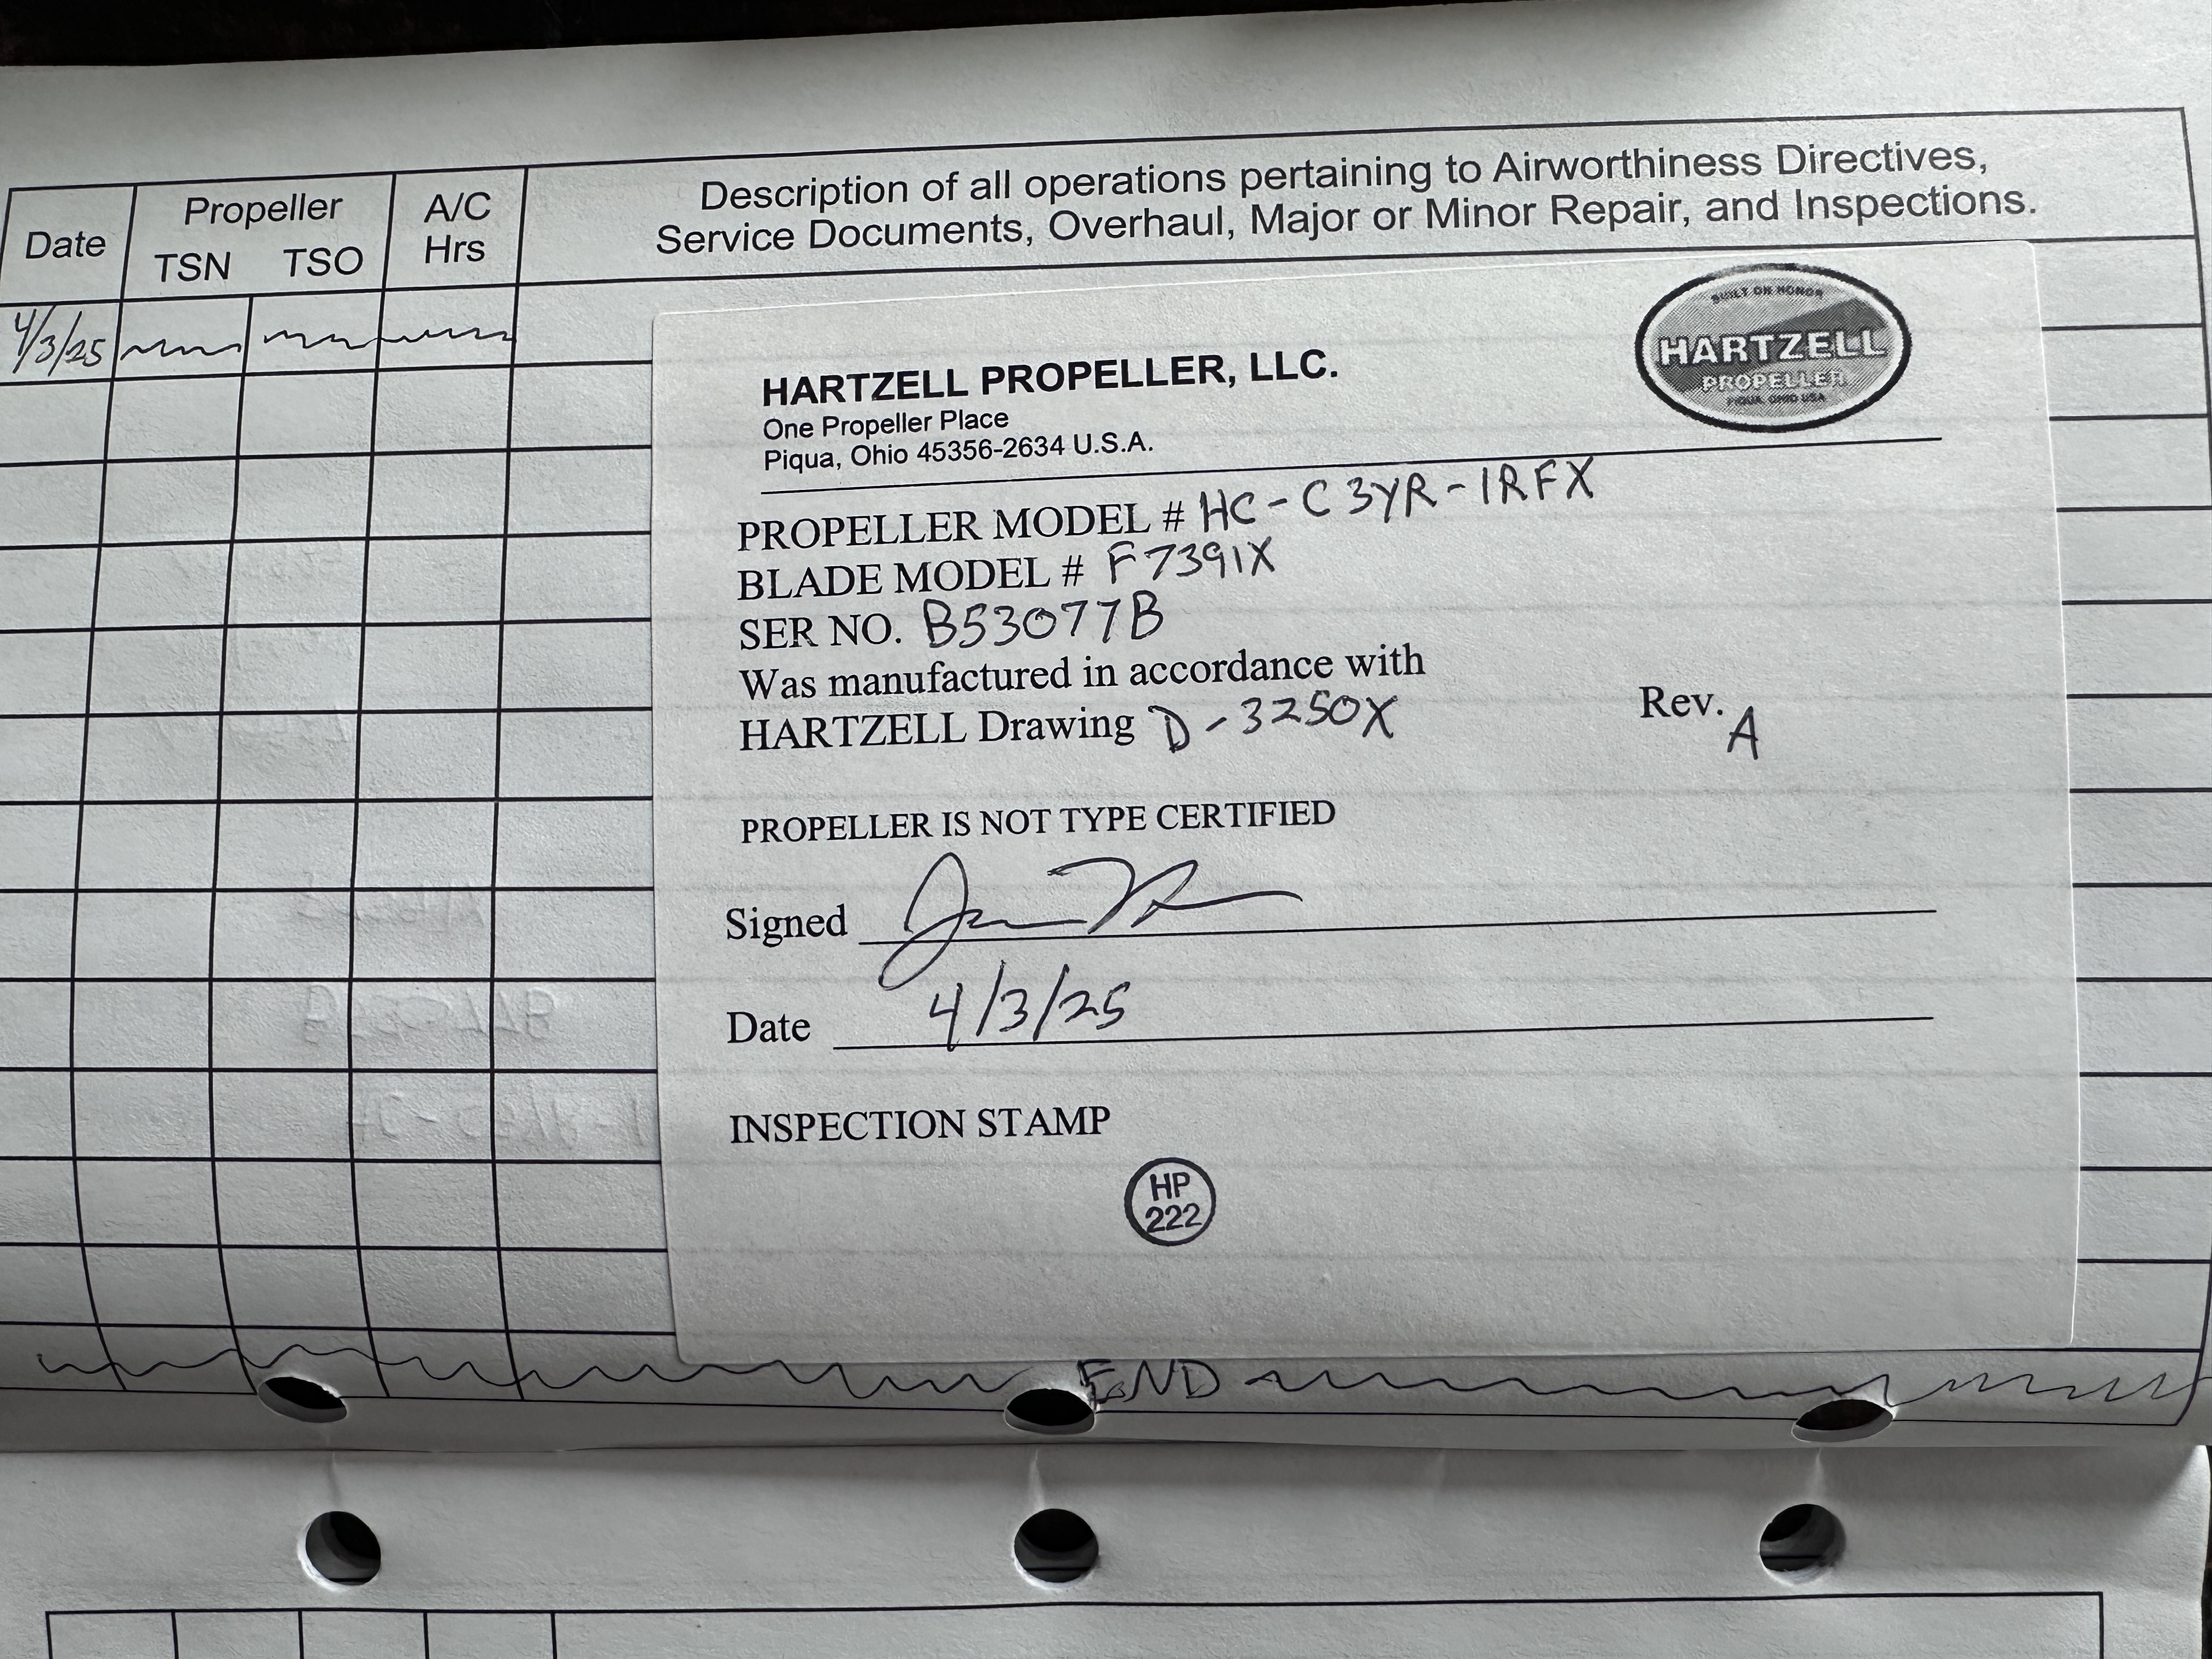 Description of all operations pertaining to Airworthiness Directives,
Service Documents, Overhaul, Major or Minor Repair, and Inspections.
Date
Propeller
TSN TSO
A/C
Hrs
4/3/25
BUILT ON HONOR
HARTZELL
PROPELLER
PIQUA, OHIO USA
HARTZELL PROPELLER, LLC.
One Propeller Place
Piqua, Ohio 45356-2634 U.S.A.
PROPELLER MODEL # HC-C3YR-1RFX
BLADE MODEL # F7391X
SER NO. B53077B
Was manufactured in accordance with
HARTZELL Drawing D-3250X Rev. A
PROPELLER IS NOT TYPE CERTIFIED
Signed
Date 4/3/25
INSPECTION STAMP
HP
222
END